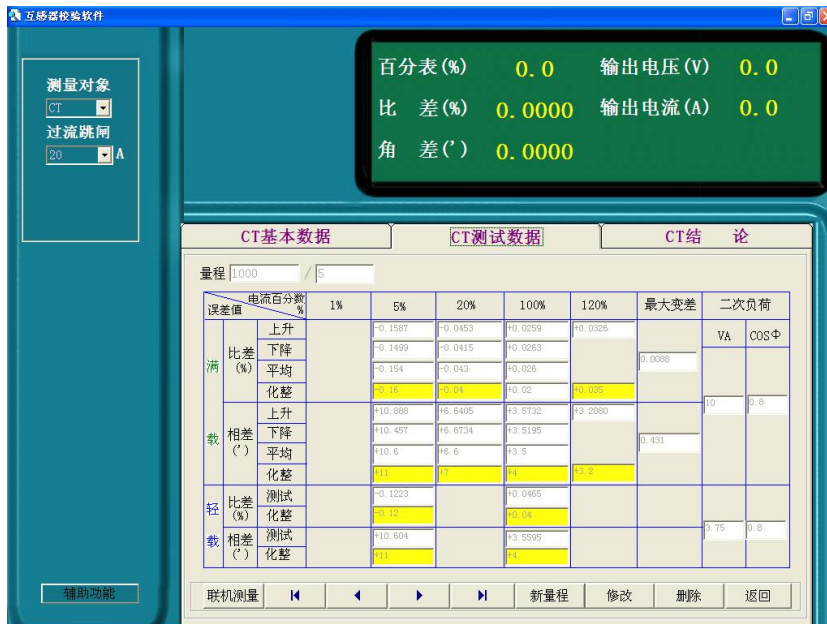 互感器校验软件
测量对象
CT
过流跳闸
20 A
百分表(%) 0.0 输出电压(V) 0.0
比 差(%) 0.0000 输出电流(A) 0.0
角 差(') 0.0000
CT基本数据 CT测试数据 CT结 论
量程 1000 / 5
电流百分数 % 误差值 1% 5% 20% 100% 120% 最大变差 二次负荷
VA COSΦ
满载 比差(%) 上升 -0.1587 -0.0453 +0.0259 +0.0326
下降 -0.1499 -0.0415 +0.0263 0.0088
平均 -0.154 -0.043 +0.026
化整 -0.16 -0.04 +0.02 +0.035
10 0.8
相差(') 上升 +10.888 +6.6405 +3.5732 +3.2080
下降 +10.457 +6.6734 +3.5195 0.431
平均 +10.6 +6.6 +3.5
化整 +11 +7 +4 +3.2
轻载 比差(%) 测试 -0.1223 +0.0465
化整 -0.12 +0.04
3.75 0.8
相差(') 测试 +10.604 +3.5595
化整 +11 +4
辅助功能 联机测量 新量程 修改 删除 返回